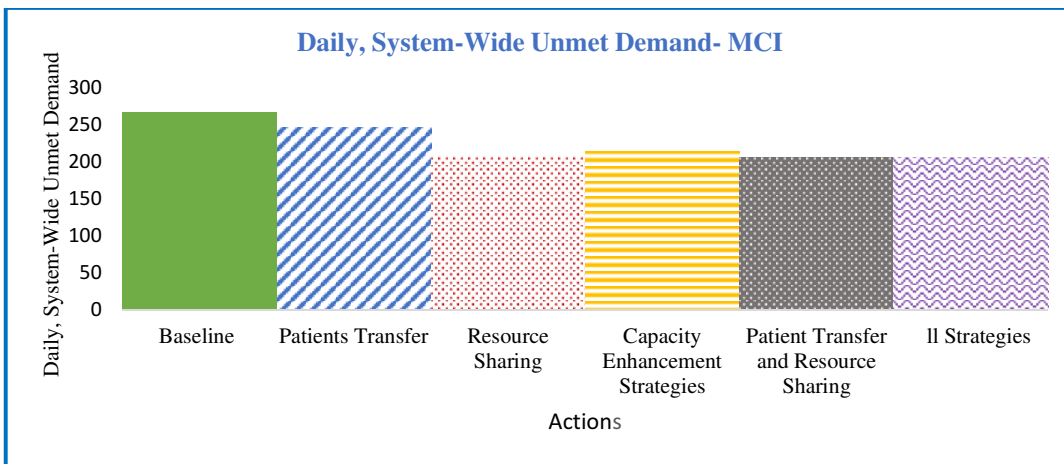 Daily, System-Wide Unmet Demand- MCI
Daily, System-Wide Unmet Demand
300
250
200
150
100
50
0
Baseline
Patients Transfer
Resource
Sharing
Capacity
Enhancement
Strategies
Patient Transfer
and Resource
Sharing
ll Strategies
Actions